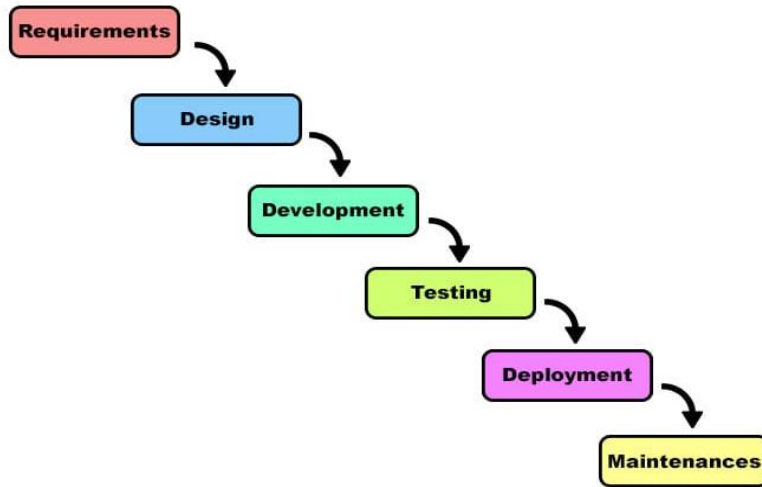 Requirements
Design
Development
Testing
Deployment
Maintenances